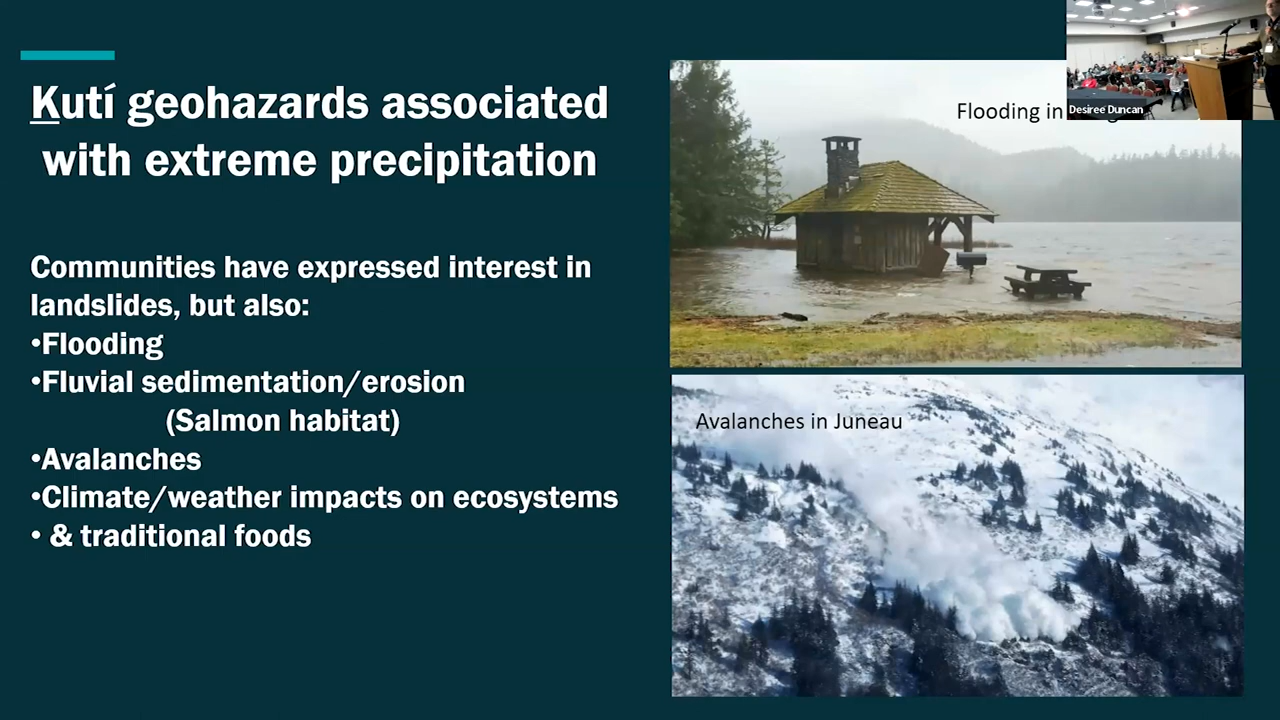 Kutí geohazards associated
with extreme precipitation
Communities have expressed interest in
landslides, but also:
•Flooding
•Fluvial sedimentation/erosion
(Salmon habitat)
•Avalanches
•Climate/weather impacts on ecosystems
• & traditional foods
Flooding in
Desiree Duncan
Avalanches in Juneau